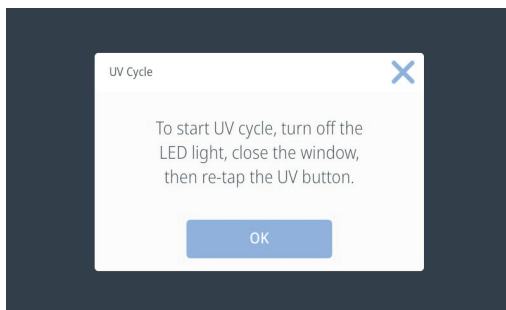 UV Cycle
To start UV cycle, turn off the
LED light, close the window,
then re-tap the UV button.
OK